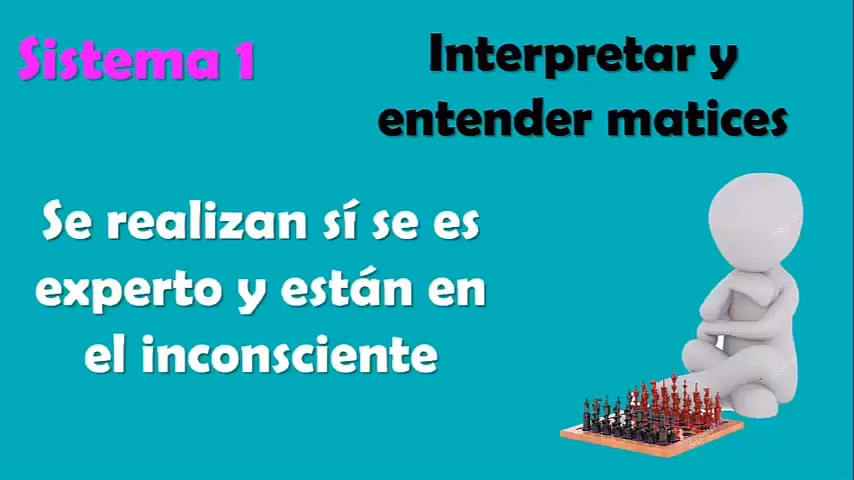 Sistema 1
Interpretar y
entender matices
Se realizan sí se es
experto y están en
el inconsciente